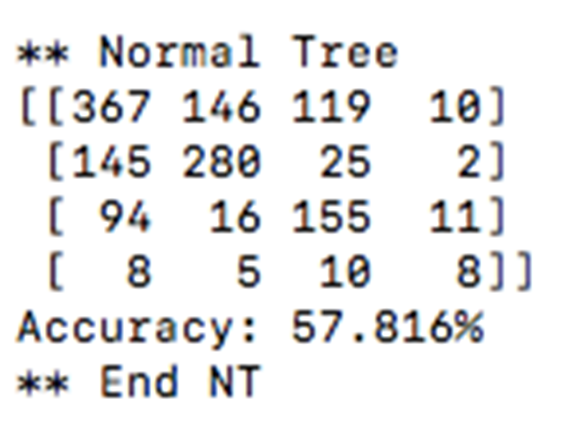 ** Normal Tree
[[367 146 119  10]
 [145 280  25   2]
 [ 94  16 155  11]
 [  8   5  10   8]]
Accuracy: 57.816%
** End NT